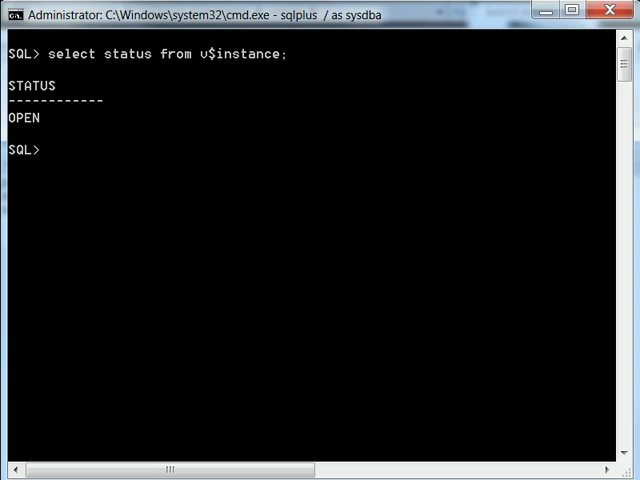 Administrator: C:\Windows\system32\cmd.exe - sqlplus / as sysdba
SQL> select status from v$instance;
STATUS
------------
OPEN
SQL>